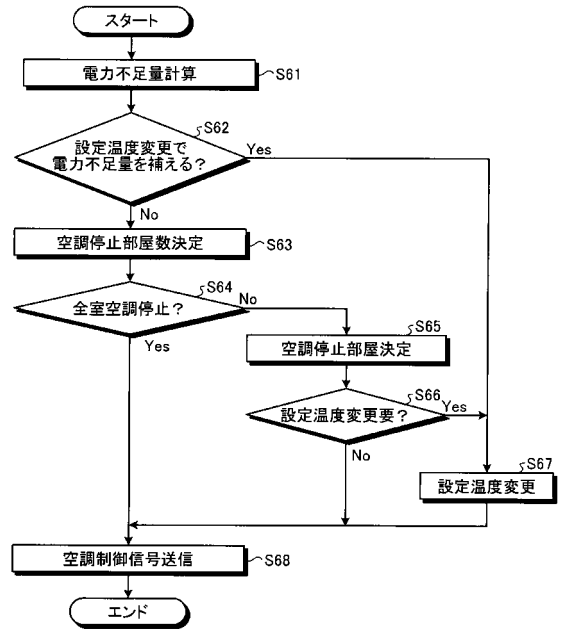 スタート
電力不足量計算
S61
設定温度変更で
電力不足量を補える?
S62
Yes
No
空調停止部屋数決定
S63
全室空調停止?
S64
No
Yes
空調停止部屋決定
S65
設定温度変更要?
S66
Yes
No
設定温度変更
S67
空調制御信号送信
S68
エンド